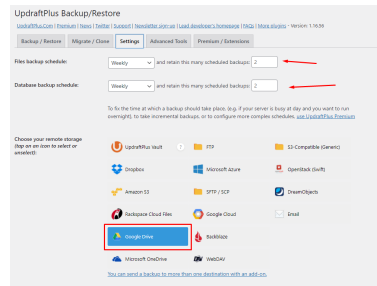 UpdraftPlus Backup/Restore
UpdraftPlus.Com | Premium | News | Twitter | Support | Newsletter sign-up | Lead developer's homepage | FAQs | More plugins - Version: 1.16.56
Backup / Restore Migrate / Clone Settings Advanced Tools Premium / Extensions
Files backup schedule: Weekly and retain this many scheduled backups: 2
Database backup schedule: Weekly and retain this many scheduled backups: 2
To fix the time at which a backup should take place, (e.g. if your server is busy at day and you want to run
overnight), to take incremental backups, or to configure more complex schedules, use UpdraftPlus Premium
Choose your remote storage
(tap on an icon to select or
unselect):
UpdraftPlus Vault ? FTP S3-Compatible (Generic)
Dropbox Microsoft Azure OpenStack (Swift)
Amazon S3 SFTP / SCP DreamObjects
Rackspace Cloud Files Google Cloud Email
Google Drive Backblaze
Microsoft OneDrive WebDAV
You can send a backup to more than one destination with an add-on.